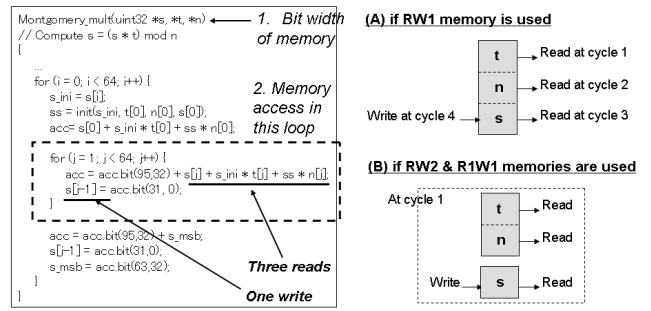 Montgomery_mult(uint32 *s, *t, *n)
// Compute s = (s * t) mod n
{
...
for (i = 0; i < 64; i++) {
s_ini = s[i];
ss = init(s_ini, t[0], n[0], s[0]);
acc= s[0] + s_ini * t[0] + ss * n[0];
for (j = 1; j < 64; j++) {
acc = acc.bit(95,32) + s[j] + s_ini * t[j] + ss * n[j];
s[j-1] = acc.bit(31, 0);
}
acc = acc.bit(95,32) + s_msb;
s[j-1] = acc.bit(31,0);
s_msb = acc.bit(63,32);
}
}
1. Bit width
of memory
2. Memory
access in
this loop
Three reads
One write
(A) if RW1 memory is used
t
Read at cycle 1
n
Read at cycle 2
Write at cycle 4
s
Read at cycle 3
(B) if RW2 & R1W1 memories are used
At cycle 1
t
Read
n
Read
Write
s
Read